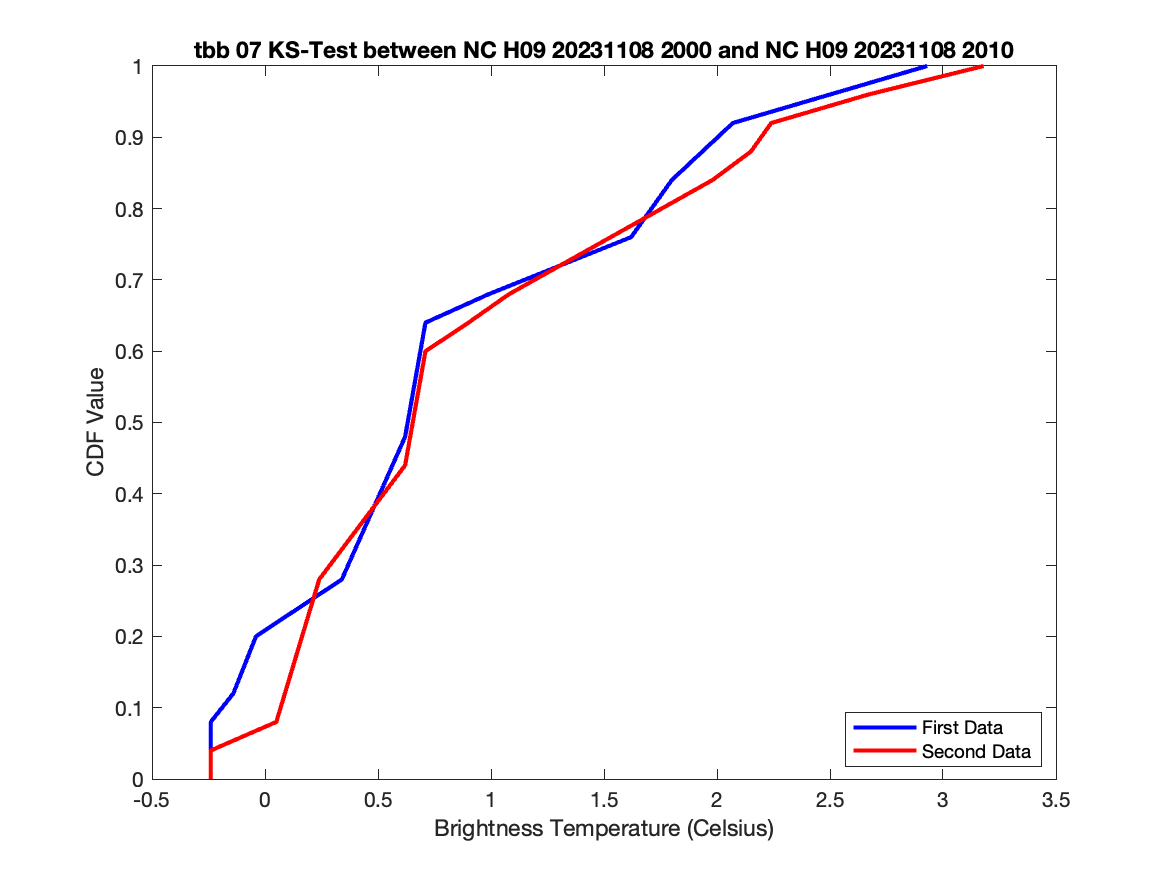 tbb 07 KS-Test between NC H09 20231108 2000 and NC H09 20231108 2010
1
0.9
0.8
0.7
0.6
0.5
0.4
0.3
0.2
0.1
0
CDF Value
First Data
Second Data
-0.5 0 0.5 1 1.5 2 2.5 3 3.5
Brightness Temperature (Celsius)